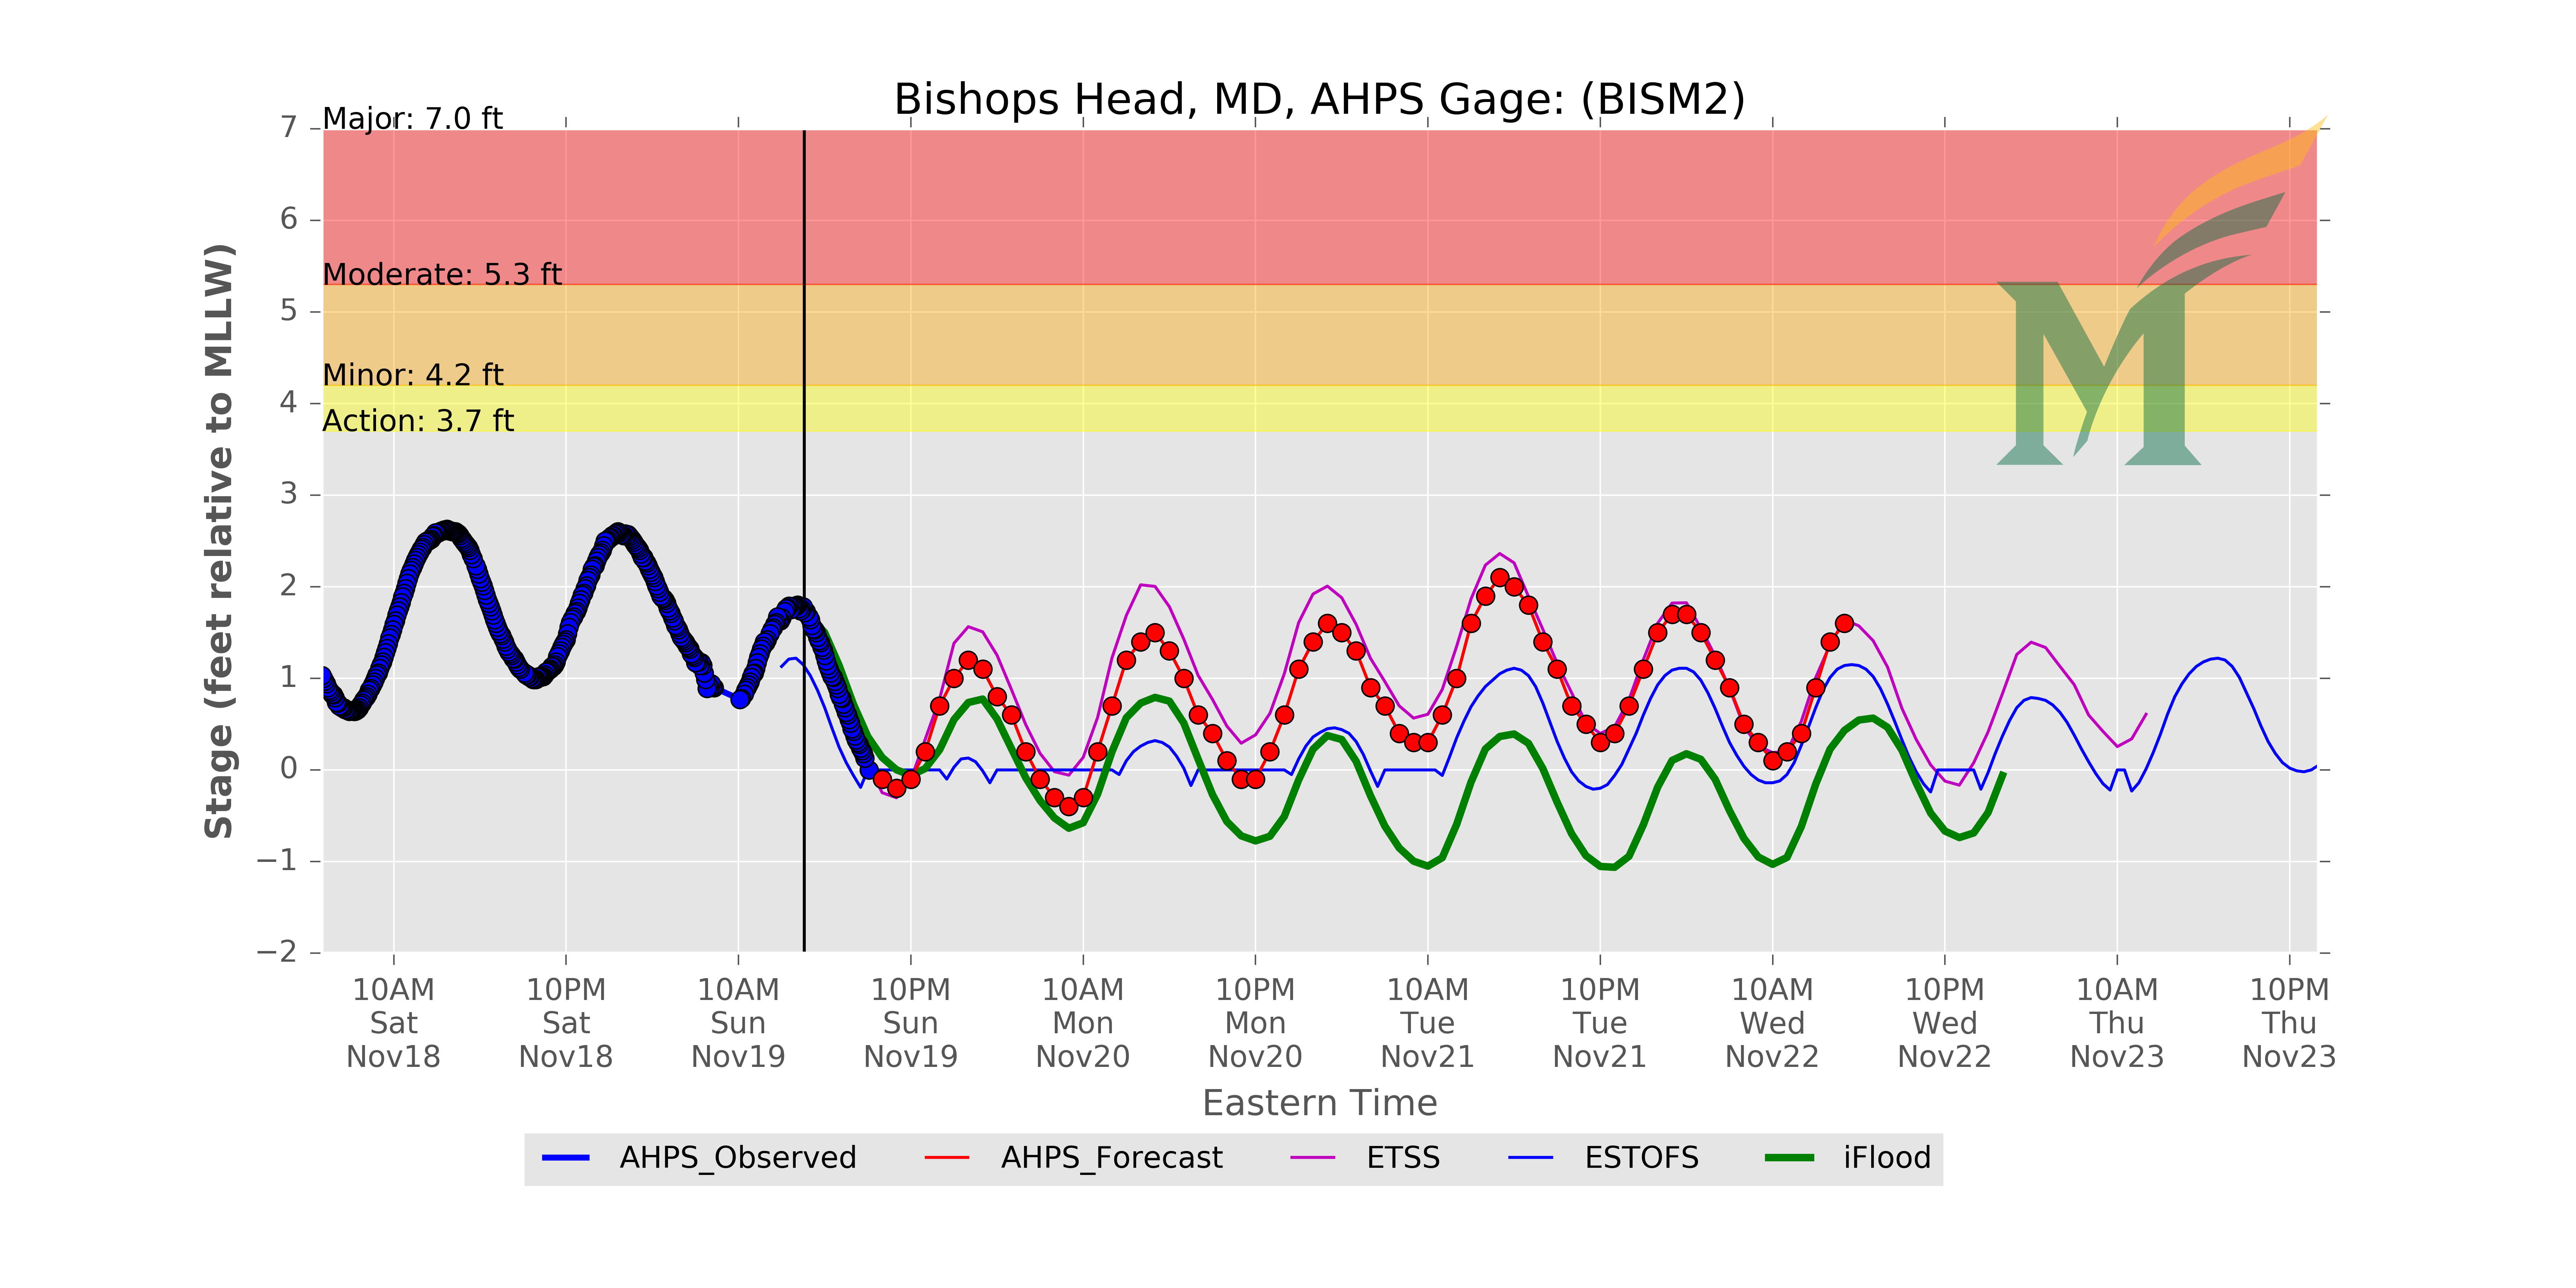 Bishops Head, MD, AHPS Gage: (BISM2)
Major: 7.0 ft
Moderate: 5.3 ft
Minor: 4.2 ft
Action: 3.7 ft
Stage (feet relative to MLLW)
7
6
5
4
3
2
1
0
−1
−2
10AM Sat Nov18
10PM Sat Nov18
10AM Sun Nov19
10PM Sun Nov19
10AM Mon Nov20
10PM Mon Nov20
10AM Tue Nov21
10PM Tue Nov21
10AM Wed Nov22
10PM Wed Nov22
10AM Thu Nov23
10PM Thu Nov23
Eastern Time
AHPS_Observed AHPS_Forecast ETSS ESTOFS iFlood
M